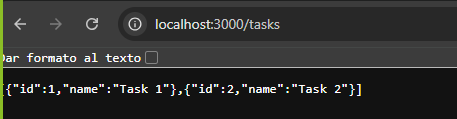 localhost:3000/tasks
Dar formato al texto
[{"id":1,"name":"Task 1"},{"id":2,"name":"Task 2"}]